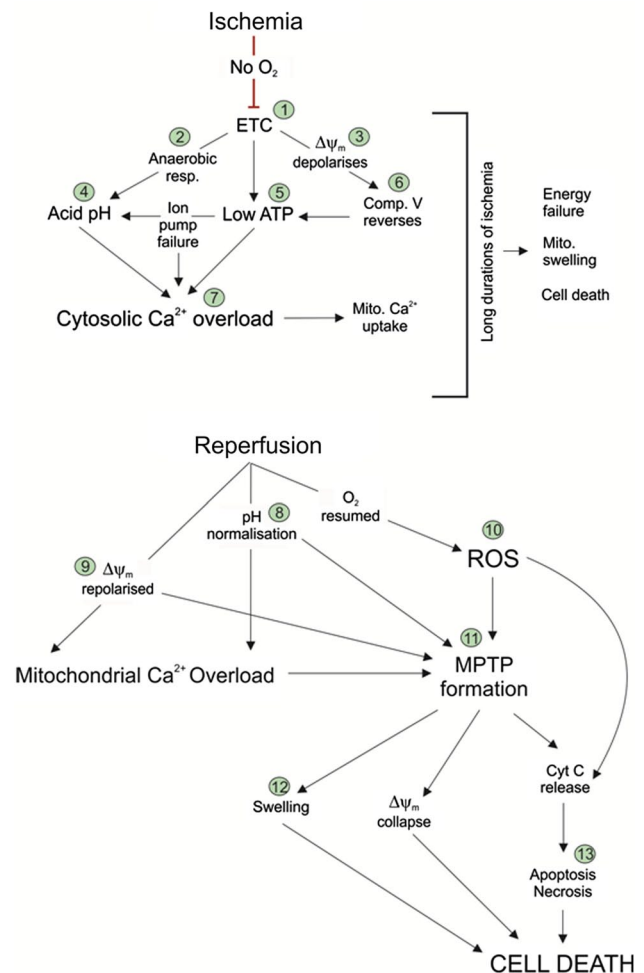 Ischemia
No O₂
1
ETC
2
Anaerobic
resp.
3
Δψₘ
depolarises
4
Acid pH
Ion
pump
failure
5
Low ATP
6
Comp. V
reverses
7
Cytosolic Ca²⁺ overload
Mito. Ca²⁺
uptake
Long durations of ischemia
Energy
failure
Mito.
swelling
Cell death
Reperfusion
pH 8
normalisation
O₂
resumed
9 Δψₘ
repolarised
10
ROS
Mitochondrial Ca²⁺ Overload
11
MPTP
formation
12
Swelling
Δψₘ
collapse
Cyt C
release
13
Apoptosis
Necrosis
CELL DEATH